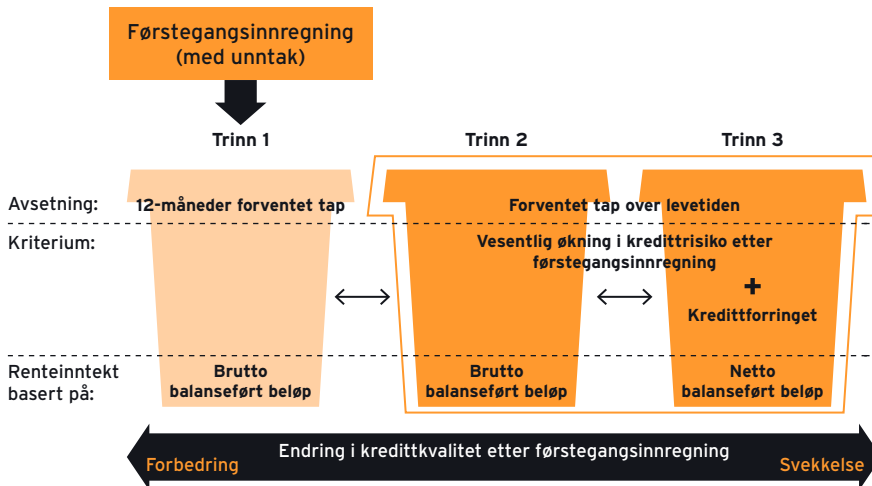 Førstegangsinnregning
(med unntak)
Trinn 1
Trinn 2
Trinn 3
Avsetning:
12-måneder forventet tap
Forventet tap over levetiden
Kriterium:
Vesentlig økning i kredittrisiko etter
førstegangsinnregning
+
Kredittforringet
Renteinntekt
basert på:
Brutto
balanseført beløp
Brutto
balanseført beløp
Netto
balanseført beløp
Endring i kredittkvalitet etter førstegangsinnregning
Forbedring
Svekkelse